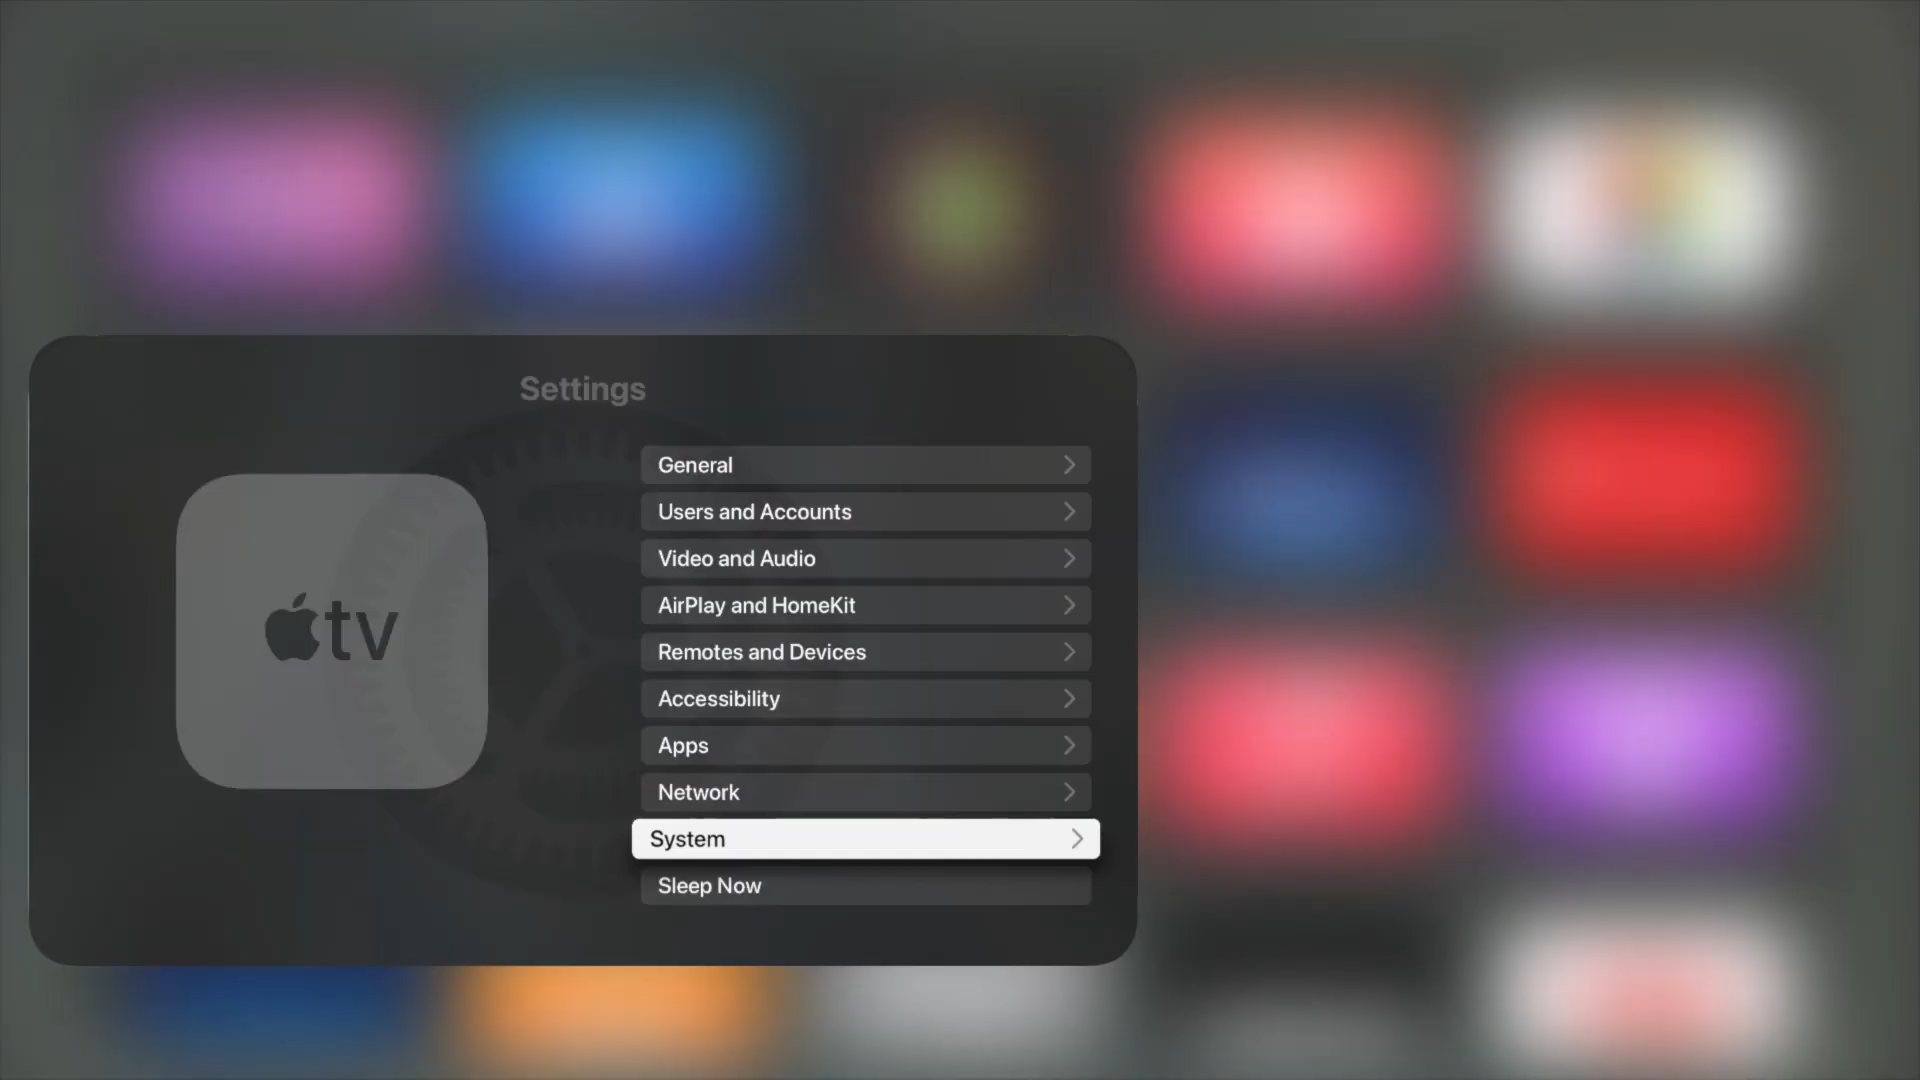 Settings
General
Users and Accounts
Video and Audio
AirPlay and HomeKit
Remotes and Devices
Accessibility
Apps
Network
System
Sleep Now
tv